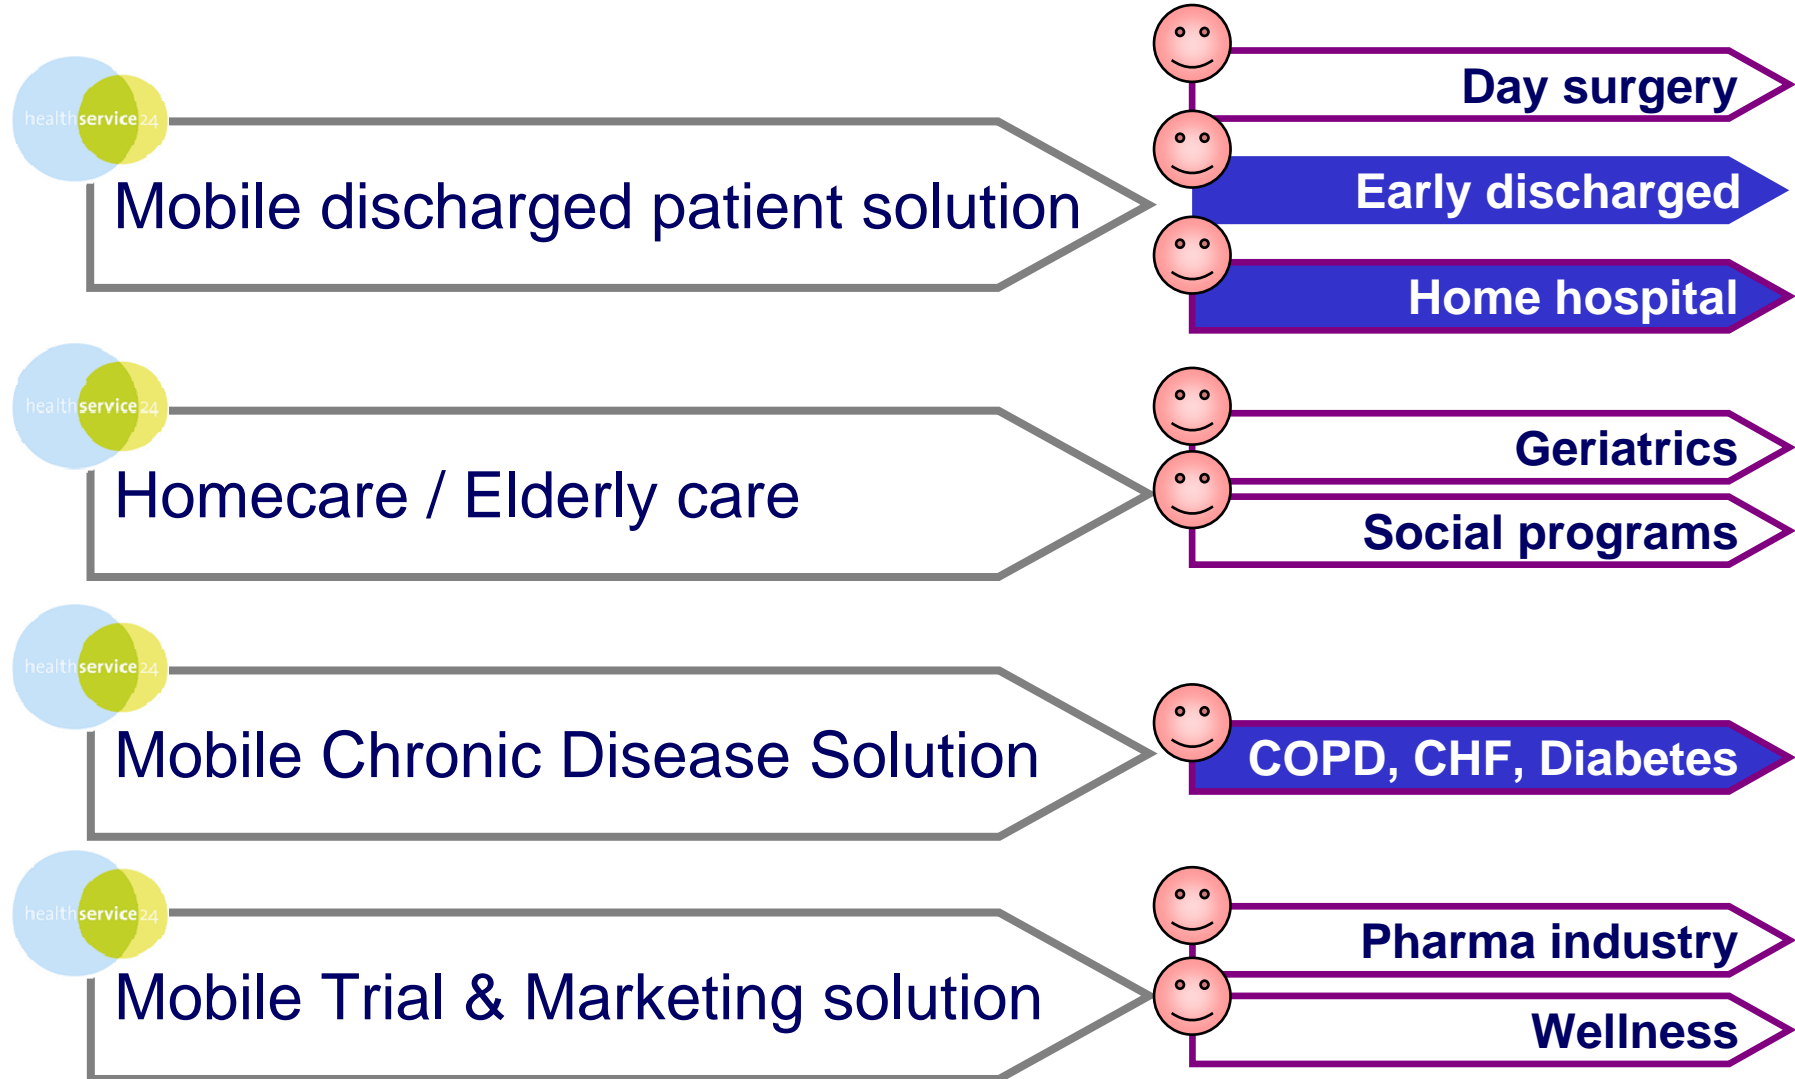 healthservice24
Mobile discharged patient solution
Day surgery
Early discharged
Home hospital
healthservice24
Homecare / Elderly care
Geriatrics
Social programs
healthservice24
Mobile Chronic Disease Solution
COPD, CHF, Diabetes
healthservice24
Mobile Trial & Marketing solution
Pharma industry
Wellness